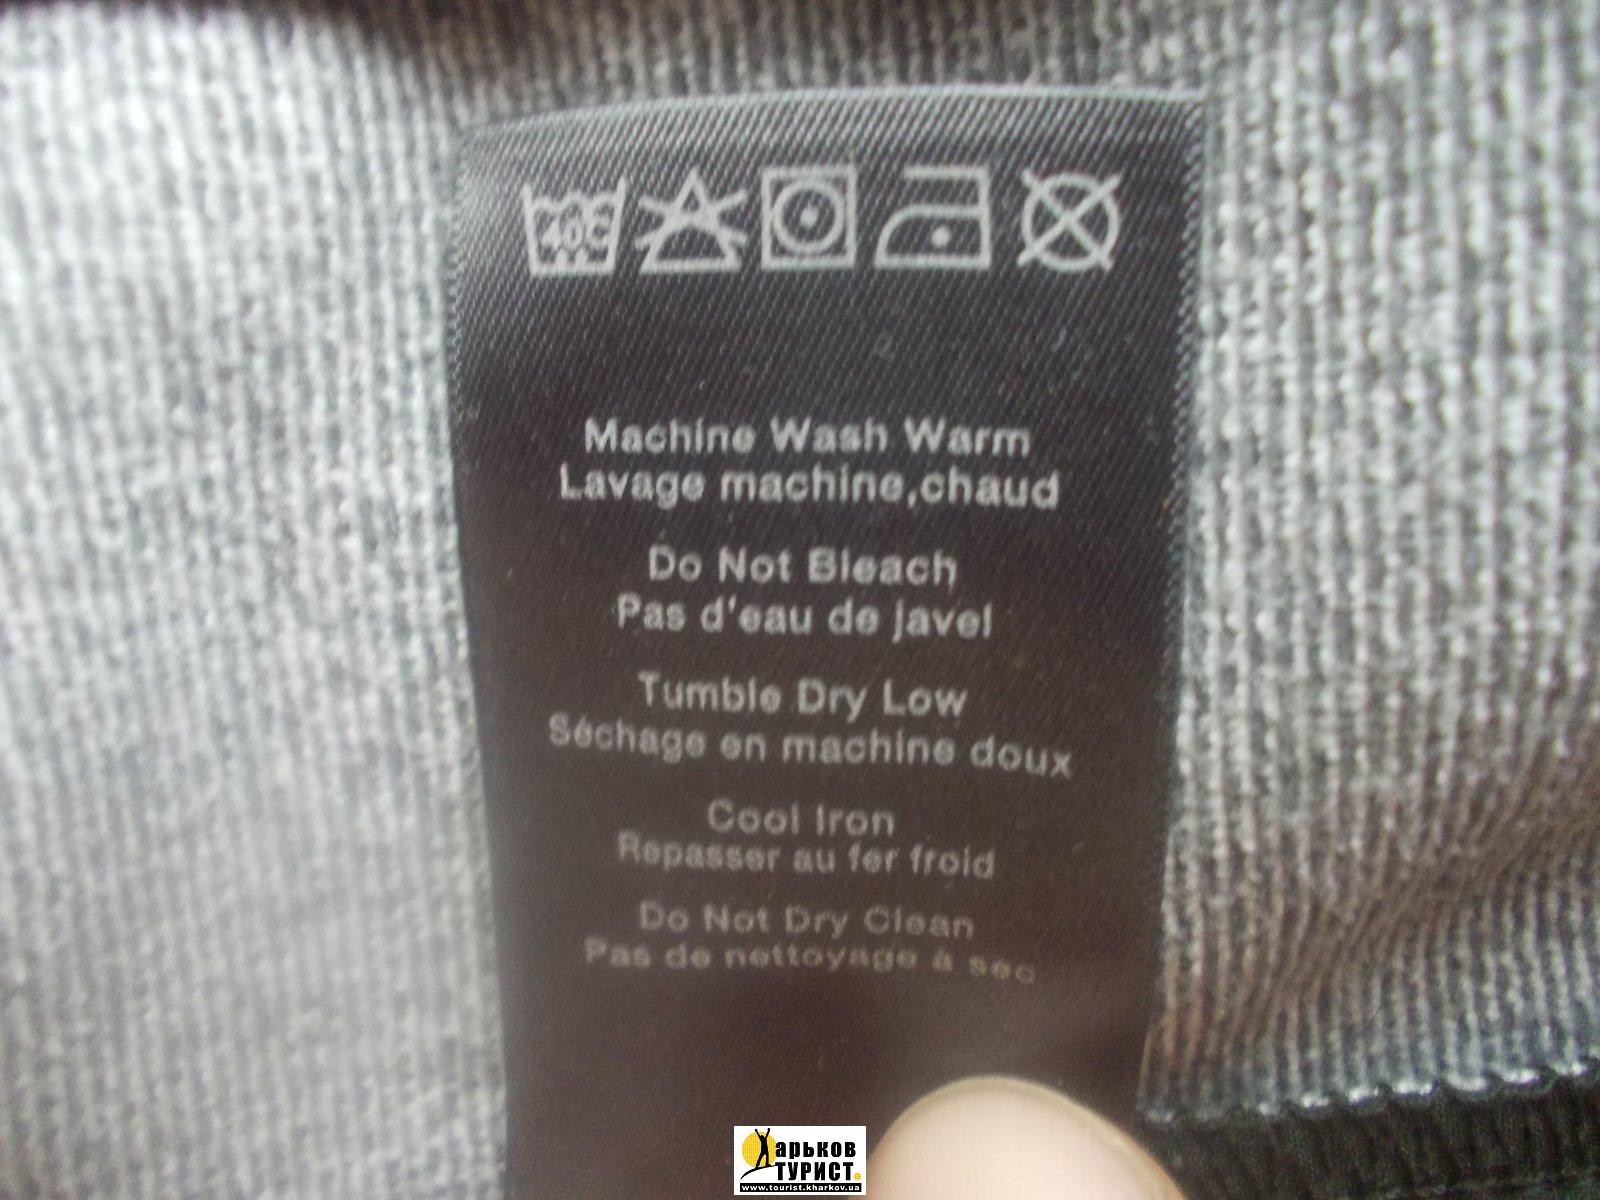 40C
Machine Wash Warm
Lavage machine,chaud
Do Not Bleach
Pas d'eau de javel
Tumble Dry Low
Séchage en machine doux
Cool Iron
Repasser au fer froid
Do Not Dry Clean
Pas de nettoyage à sec
Харьков
ТУРИСТ.
www.tourist.kharkov.ua